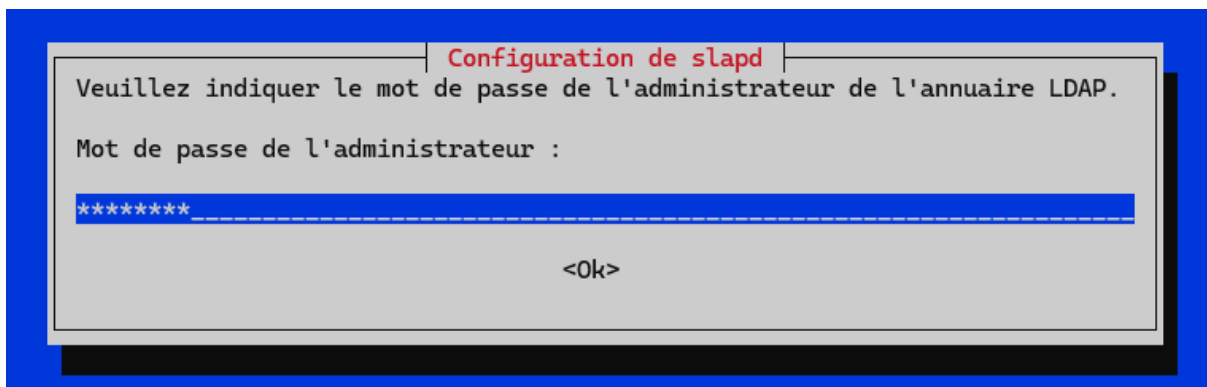 Configuration de slapd
Veuillez indiquer le mot de passe de l'administrateur de l'annuaire LDAP.
Mot de passe de l'administrateur :
********__________________________________________________________________
<Ok>